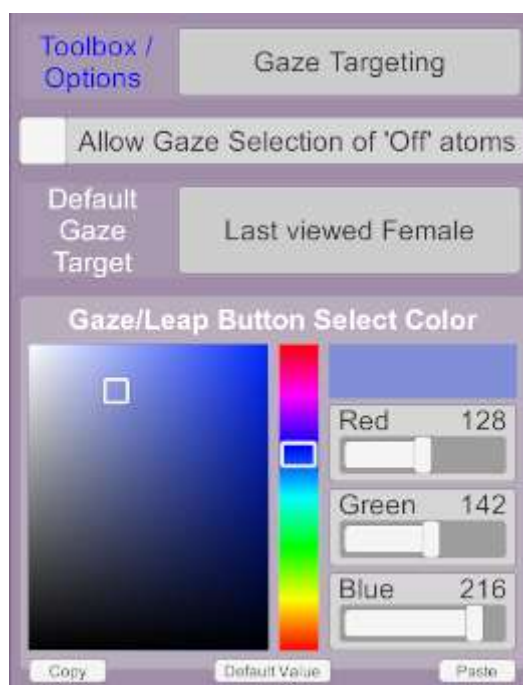 Toolbox /
Options
Gaze Targeting
Allow Gaze Selection of 'Off' atoms
Default
Gaze
Target
Last viewed Female
Gaze/Leap Button Select Color
Red 128
Green 142
Blue 216
Copy
Default Value
Paste